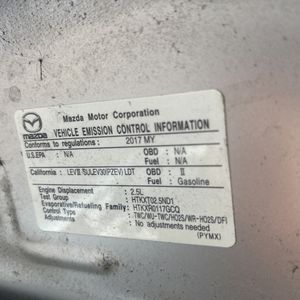 mazda
Mazda Motor Corporation
VEHICLE EMISSION CONTROL INFORMATION
Conforms to regulations : 2017 MY
U.S.EPA : N/A OBD : N/A
Fuel : N/A
California : LEVIII /SULEV30(PZEV) LDT OBD : II
Fuel : Gasoline
Engine Displacement : 2.5L
Test Group : HTKXT02.5ND1
Evaporative/Refueling Family : HTKXR0117GCQ
Control Type : TWC/WU-TWC/HO2S/WR-HO2S/DFI
Adjustments : No adjustments needed
(PYMX)